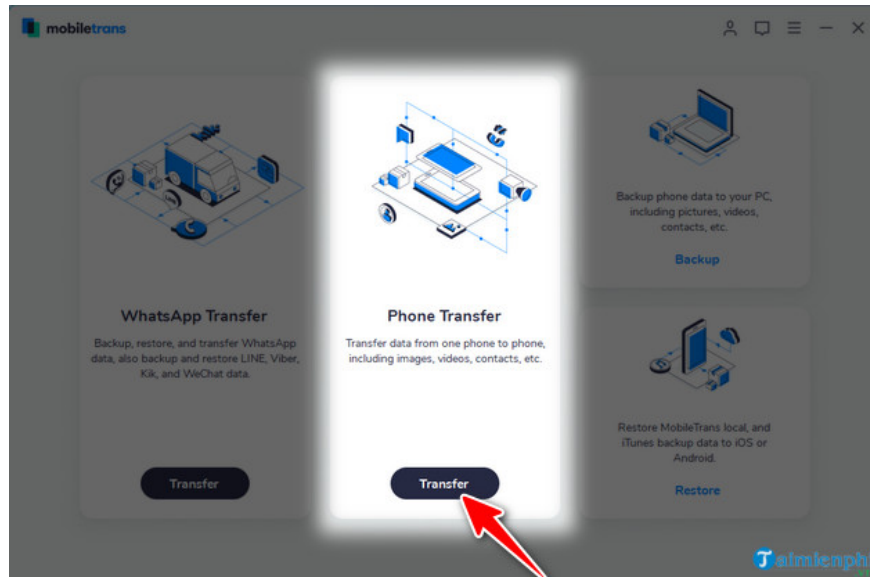 mobiletrans
WhatsApp Transfer
Backup, restore, and transfer WhatsApp
data, also backup and restore LINE, Viber,
Kik, and WeChat data.
Transfer
Phone Transfer
Transfer data from one phone to phone,
including images, videos, contacts, etc.
Transfer
Backup phone data to your PC,
including pictures, videos,
contacts, etc.
Backup
Restore MobileTrans local, and
iTunes backup data to iOS or
Android.
Restore
Taimienphi